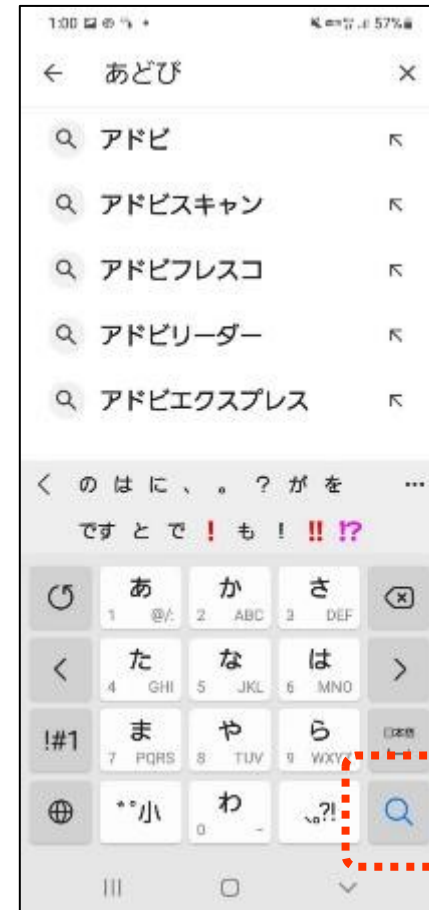 1:00 57%
あどび
アドビ
アドビスキャン
アドビフレスコ
アドビリーダー
アドビエクスプレス
の は に 、 。 ? が を …
です と で ! も ! !! !?
あ か さ
1 @/: 2 ABC 3 DEF
た な は
4 GHI 5 JKL 6 MNO
!#1 ま や ら
7 PQRS 8 TUV 9 WXYZ
小 わ 、。?!
0 -